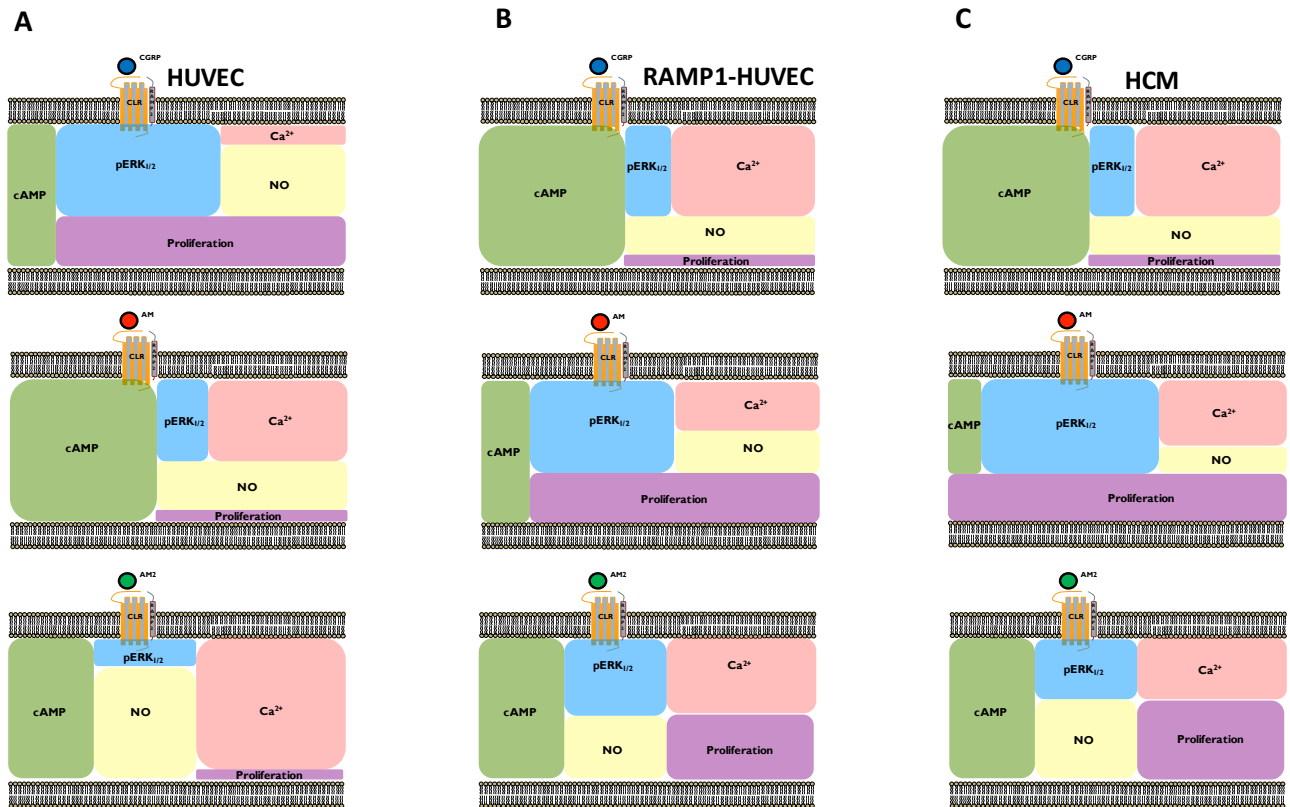 A
B
C
HUVEC
RAMP1-HUVEC
HCM
CGRP
CLR
cAMP
pERK1/2
Ca²⁺
NO
Proliferation
CGRP
CLR
cAMP
pERK1/2
Ca²⁺
NO
Proliferation
CGRP
CLR
cAMP
pERK1/2
Ca²⁺
NO
Proliferation
AM
CLR
cAMP
pERK1/2
Ca²⁺
NO
Proliferation
AM
CLR
cAMP
pERK1/2
Ca²⁺
NO
Proliferation
AM
CLR
cAMP
pERK1/2
Ca²⁺
NO
Proliferation
AM2
CLR
cAMP
pERK1/2
NO
Ca²⁺
Proliferation
AM2
CLR
cAMP
pERK1/2
Ca²⁺
NO
Proliferation
AM2
CLR
cAMP
pERK1/2
Ca²⁺
NO
Proliferation